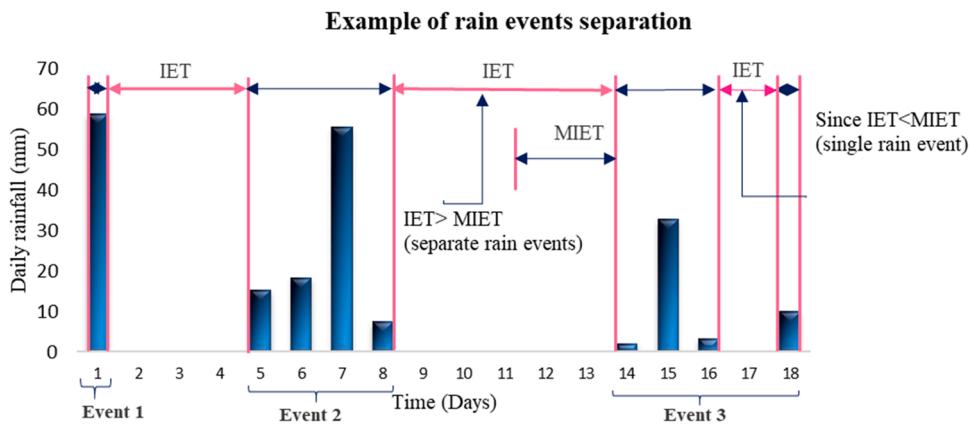 Example of rain events separation
70
60
50
40
30
20
10
0
Daily rainfall (mm)
IET
IET
IET
MIET
Since IET<MIET
(single rain event)
IET> MIET
(separate rain events)
1 2 3 4 5 6 7 8 9 10 11 12 13 14 15 16 17 18
Time (Days)
Event 1
Event 2
Event 3